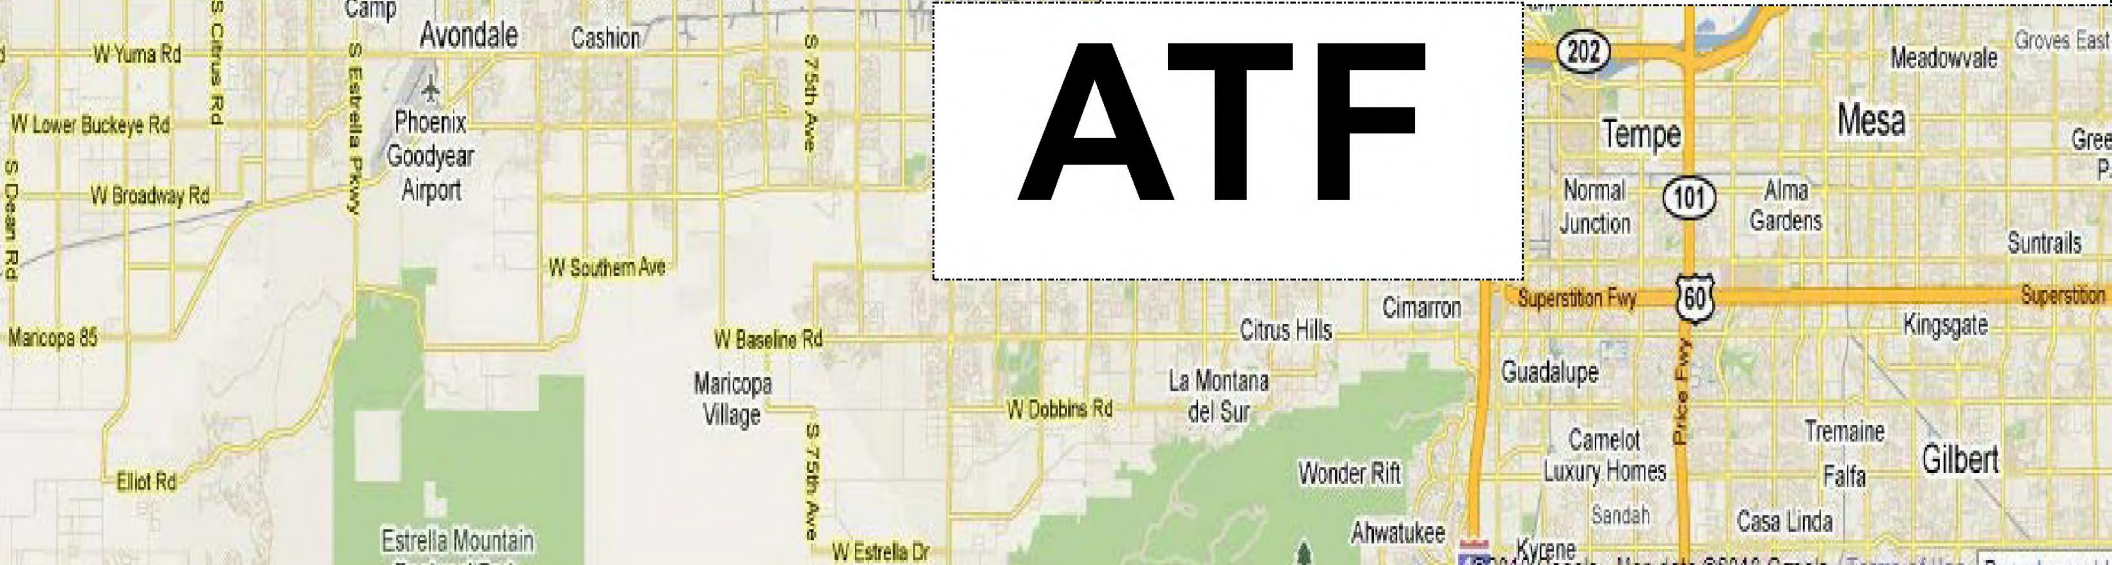 Camp
Avondale
Cashion
W Yuma Rd
S Citrus Rd
S Estrella Pkwy
S 75th Ave
ATF
202
Meadowvale
Groves East
Mesa
W Lower Buckeye Rd
Phoenix
Goodyear
Airport
Tempe
W Broadway Rd
S Dean Rd
Normal
Junction
101
Alma
Gardens
Suntrails
W Southern Ave
Superstition Fwy
60
Superstition
Maricopa 85
W Baseline Rd
Citrus Hills
Cimarron
Kingsgate
Maricopa
Village
La Montana
del Sur
W Dobbins Rd
Guadalupe
Price Fwy
S 75th Ave
Camelot
Luxury Homes
Tremaine
Gilbert
Elliot Rd
Wonder Rift
Falfa
Sandah
Casa Linda
Estrella Mountain
W Estrella Dr
Ahwatukee
Kyrene